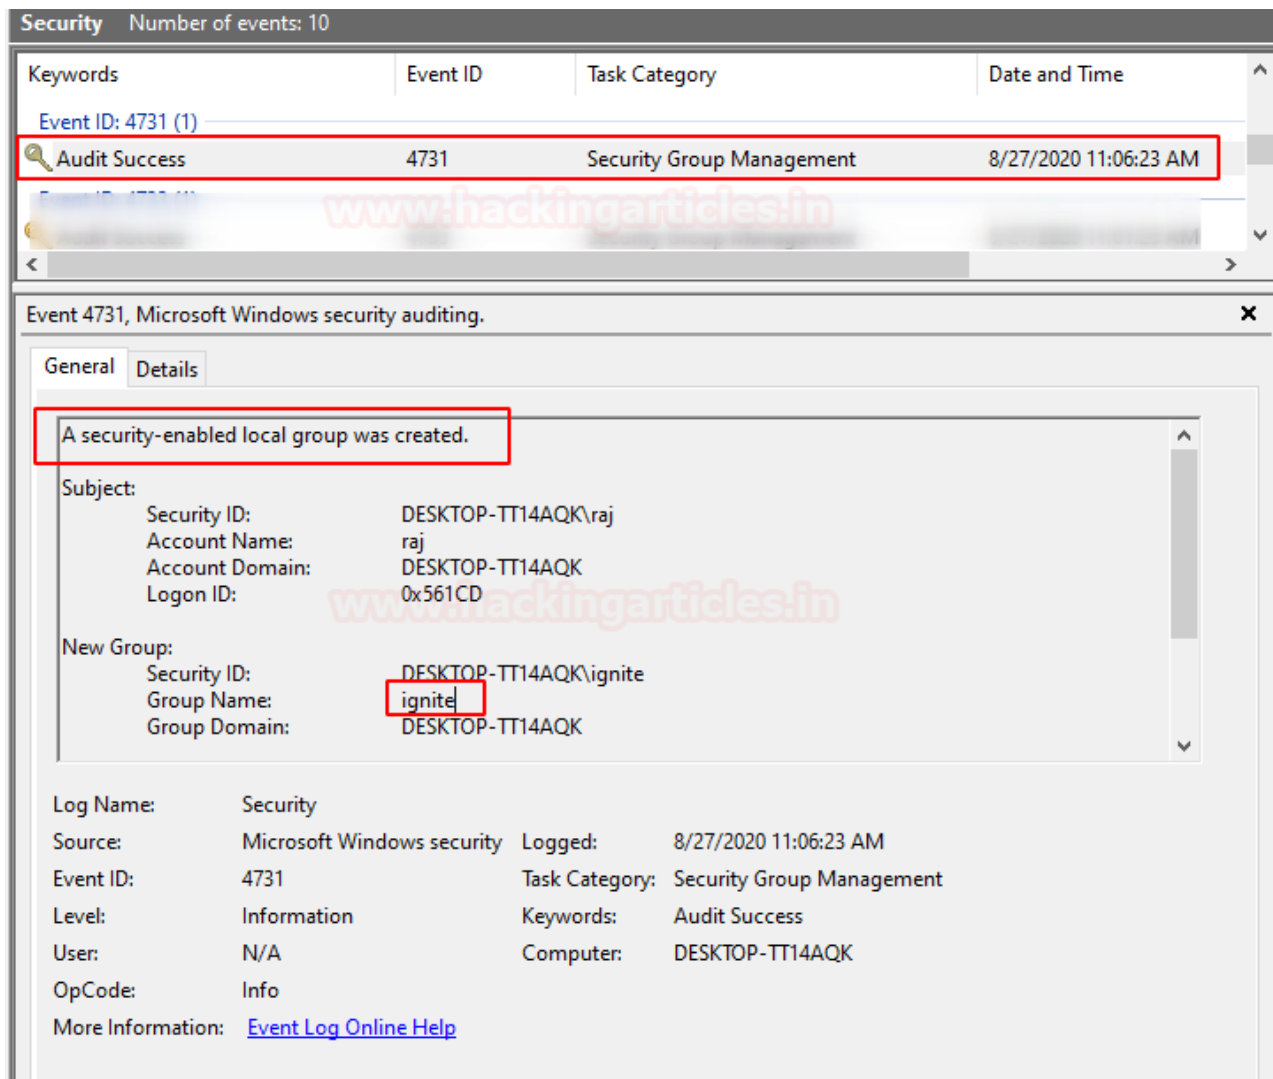 Security Number of events: 10
Keywords Event ID Task Category Date and Time
Event ID: 4731 (1)
Audit Success 4731 Security Group Management 8/27/2020 11:06:23 AM
www.hackingarticles.in
Event 4731, Microsoft Windows security auditing.
General Details
A security-enabled local group was created.
Subject:
Security ID: DESKTOP-TT14AQK\raj
Account Name: raj
Account Domain: DESKTOP-TT14AQK
Logon ID: 0x561CD
www.hackingarticles.in
New Group:
Security ID: DESKTOP-TT14AQK\ignite
Group Name: ignite
Group Domain: DESKTOP-TT14AQK
Log Name: Security
Source: Microsoft Windows security Logged: 8/27/2020 11:06:23 AM
Event ID: 4731 Task Category: Security Group Management
Level: Information Keywords: Audit Success
User: N/A Computer: DESKTOP-TT14AQK
OpCode: Info
More Information: Event Log Online Help